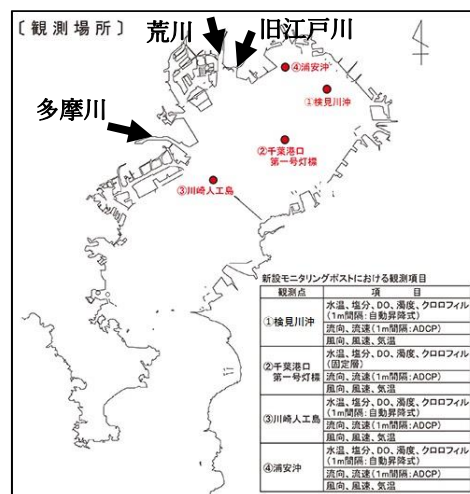 〔観測場所〕
荒川
旧江戸川
多摩川
④浦安沖
①検見川沖
②千葉港口
第一号灯標
③川崎人工島
新設モニタリングポストにおける観測項目
観測点 項 目
①検見川沖
水温、塩分、DO、濁度、クロロフィル
(1m間隔:自動昇降式)
流向、流速(1m間隔:ADCP)
風向、風速、気温
②千葉港口
第一号灯標
水温、塩分、DO、濁度、クロロフィル
(固定層)
流向、流速(1m間隔:ADCP)
風向、風速、気温
③川崎人工島
水温、塩分、DO、濁度、クロロフィル
(1m間隔:自動昇降式)
流向、流速(1m間隔:ADCP)
風向、風速、気温
④浦安沖
水温、塩分、DO、濁度、クロロフィル
(1m間隔:自動昇降式)
流向、流速(1m間隔:ADCP)
風向、風速、気温